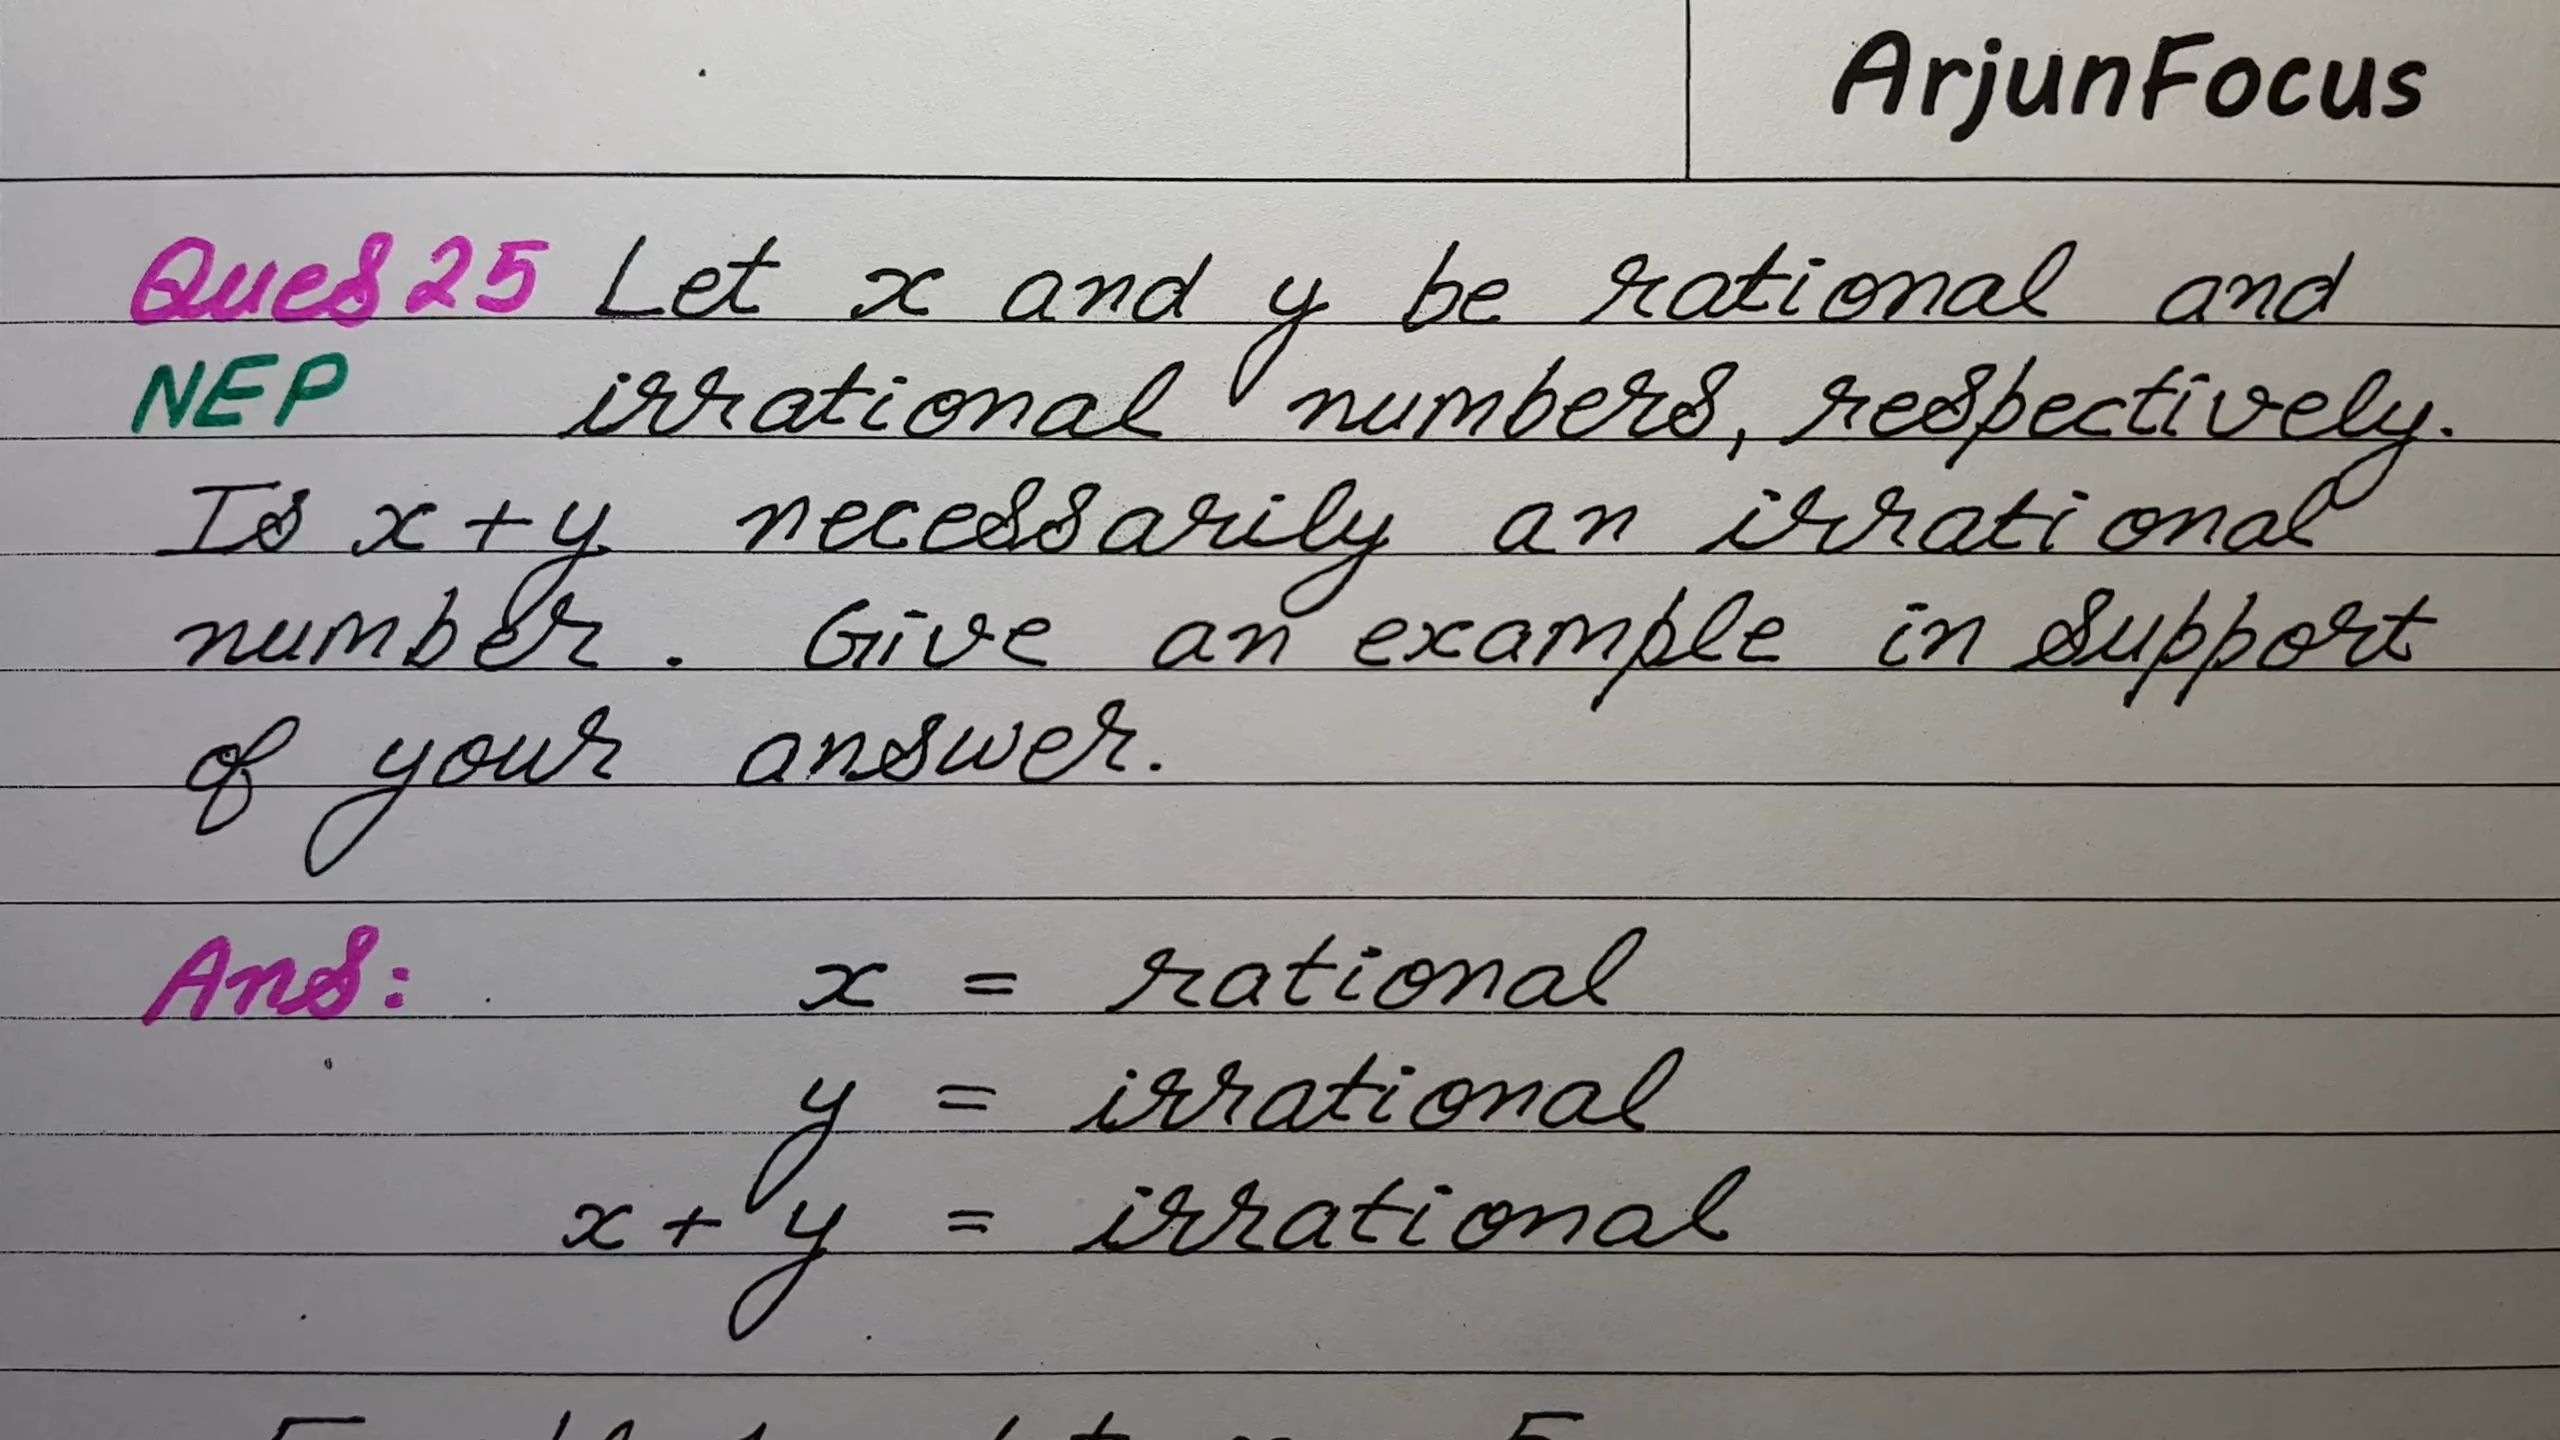 ArjunFocus
Ques 25 Let x and y be rational and
NEP irrational numbers, respectively.
Is x + y necessarily an irrational
number. Give an example in support
of your answer.
Ans: x = rational
y = irrational
x + y = irrational